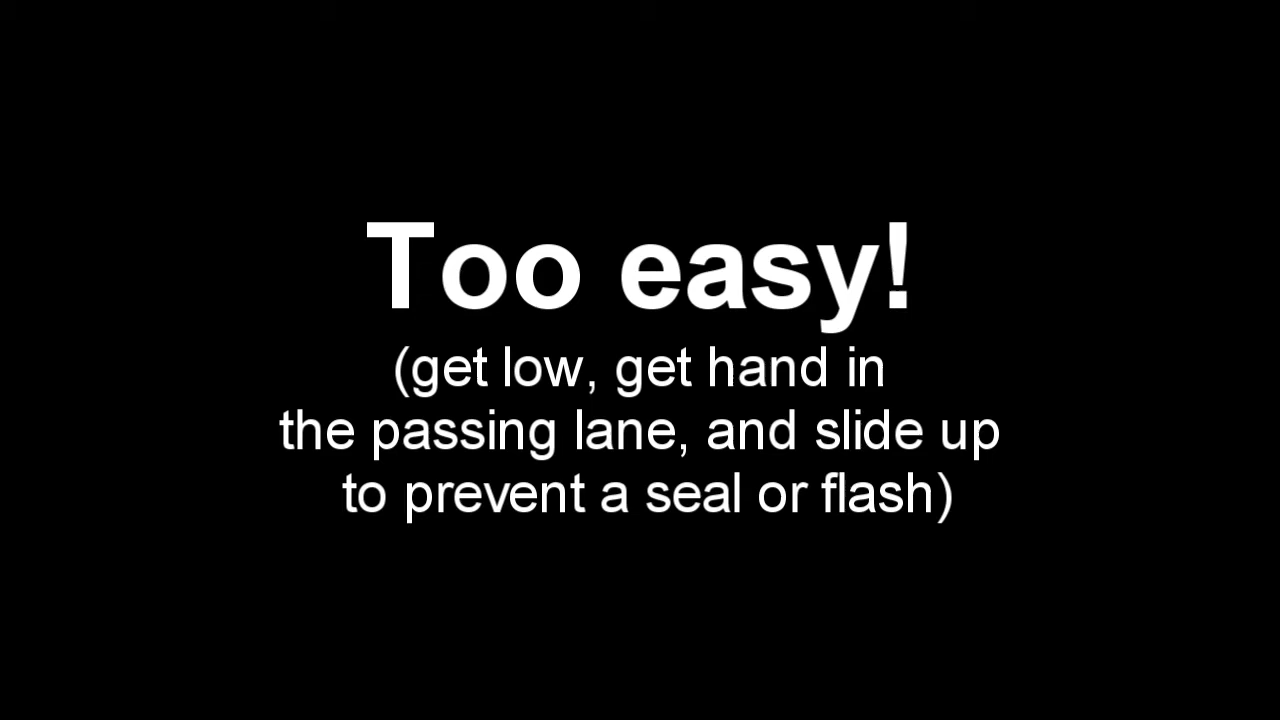 Too easy!
(get low, get hand in
the passing lane, and slide up
to prevent a seal or flash)